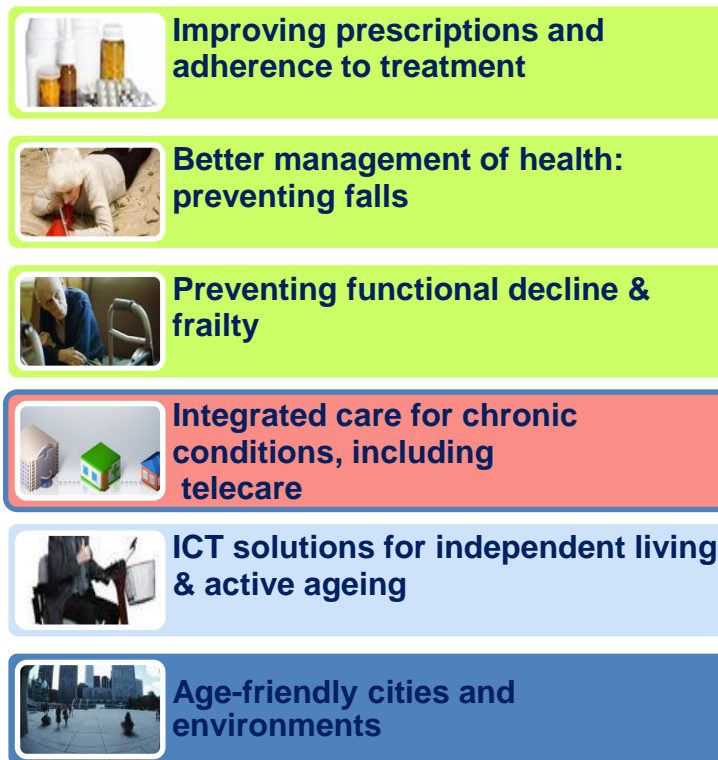 Improving prescriptions and
adherence to treatment
Better management of health:
preventing falls
Preventing functional decline &
frailty
Integrated care for chronic
conditions, including
telecare
ICT solutions for independent living
& active ageing
Age-friendly cities and
environments